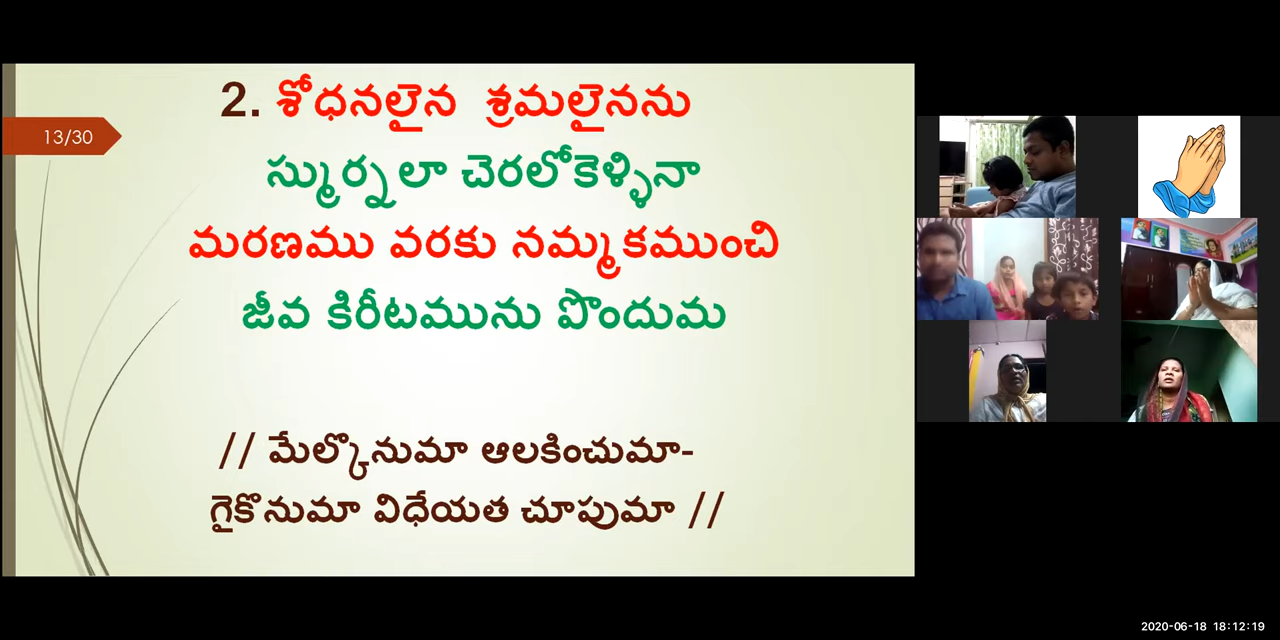 2. శోధనలైన శ్రమలైనను
13/30
స్ముర్నలా చెరలోకెళ్ళినా
మరణము వరకు నమ్మకముంచి
జీవ కిరీటమును పొందుమ
// మేల్కొనుమా ఆలకించుమా-
గైకొనుమా విధేయత చూపుమా //
2020-06-18 18:12:19